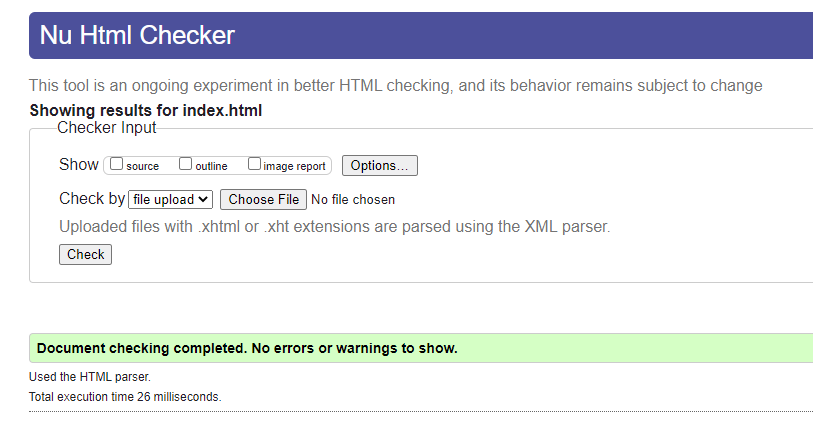 Nu Html Checker
This tool is an ongoing experiment in better HTML checking, and its behavior remains subject to change
Showing results for index.html
Checker Input
Show source outline image report Options...
Check by file upload Choose File No file chosen
Uploaded files with .xhtml or .xht extensions are parsed using the XML parser.
Check
Document checking completed. No errors or warnings to show.
Used the HTML parser.
Total execution time 26 milliseconds.